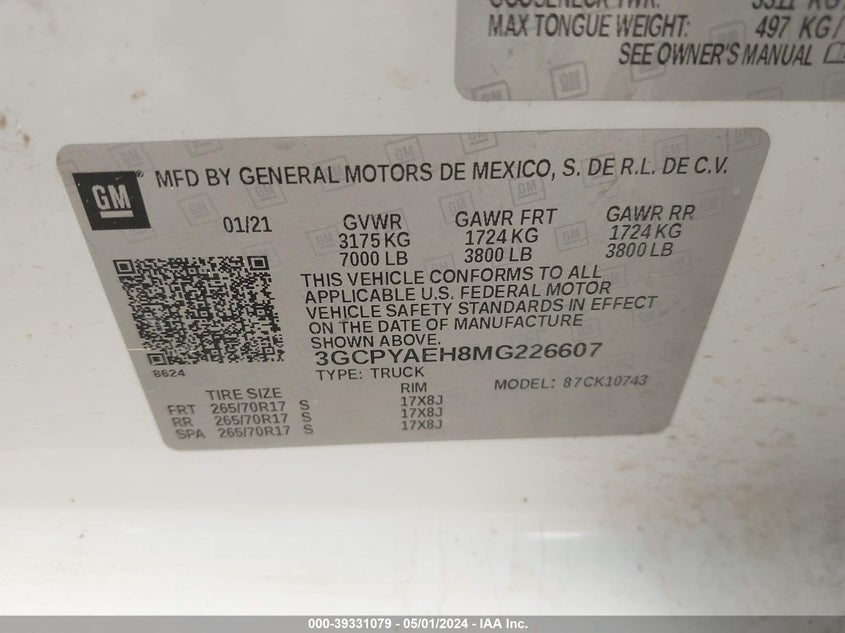 MAX TONGUE WEIGHT: 497 KG/
SEE OWNER'S MANUAL
GM
MFD BY GENERAL MOTORS DE MEXICO, S. DE R.L. DE C.V.
01/21 GVWR GAWR FRT GAWR RR
3175 KG 1724 KG 1724 KG
7000 LB 3800 LB 3800 LB
THIS VEHICLE CONFORMS TO ALL
APPLICABLE U.S. FEDERAL MOTOR
VEHICLE SAFETY STANDARDS IN EFFECT
ON THE DATE OF MANUFACTURE
SHOWN ABOVE.
3GCPYAEH8MG226607
8624
TYPE: TRUCK MODEL: 87CK10743
TIRE SIZE RIM
FRT 265/70R17 S 17X8J
RR 265/70R17 S 17X8J
SPA 265/70R17 S 17X8J
000-39331079 - 05/01/2024 - IAA Inc.